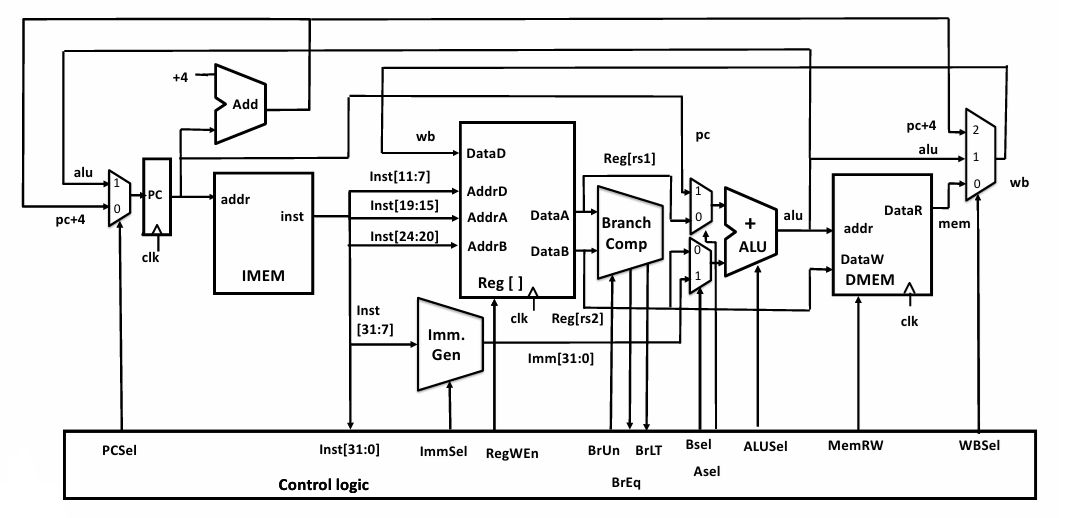 +4
Add
alu
1
PC
0
pc+4
clk
addr
inst
IMEM
wb
DataD
Inst[11:7]
AddrD
Inst[19:15]
AddrA
Inst[24:20]
AddrB
DataA
DataB
Reg [ ]
clk
Inst
[31:7]
Imm.
Gen
Imm[31:0]
Reg[rs1]
Branch
Comp
Reg[rs2]
pc
1
0
0
1
+
ALU
alu
addr
DataR
DataW
DMEM
clk
pc+4
alu
mem
2
1
0
wb
PCSel
Inst[31:0]
ImmSel
RegWEn
BrUn
BrLT
BrEq
Bsel
Asel
ALUSel
MemRW
WBSel
Control logic